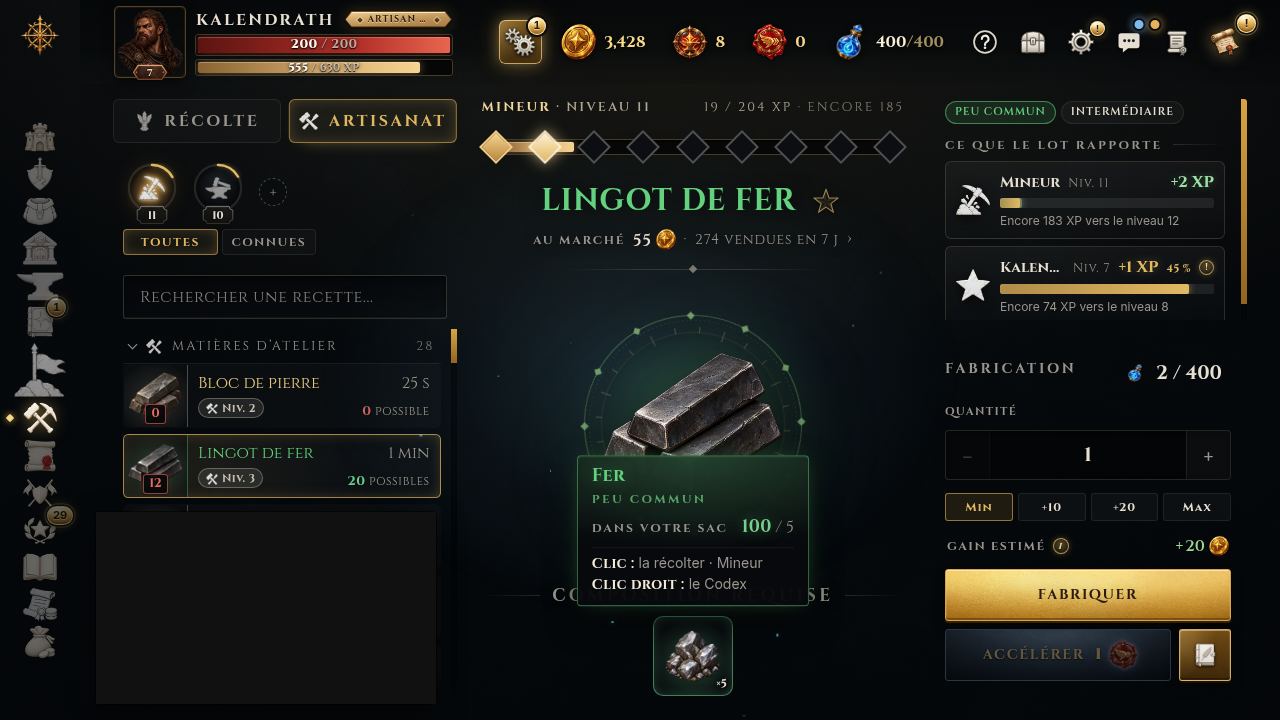 KALENDRATH
ARTISAN ...
200 / 200
555 / 630 XP
7
1
3,428
8
0
400/400
!
!
RÉCOLTE
ARTISANAT
11
10
+
TOUTES
CONNUES
Rechercher une recette...
MATIÈRES D'ATELIER
28
0
BLOC DE PIERRE
25 S
Niv. 2
0 POSSIBLE
12
LINGOT DE FER
1 MIN
Niv. 3
20 POSSIBLES
1
29
MINEUR · NIVEAU 11
19 / 204 XP · ENCORE 185
LINGOT DE FER
AU MARCHÉ 55 · 274 VENDUES EN 7 J ›
Fer
PEU COMMUN
DANS VOTRE SAC 100 / 5
Clic : la récolter · Mineur
Clic droit : le Codex
×5
PEU COMMUN
INTERMÉDIAIRE
CE QUE LE LOT RAPPORTE
Mineur Niv. 11 +2 XP
Encore 183 XP vers le niveau 12
Kalen... Niv. 7 +1 XP 45 % !
Encore 74 XP vers le niveau 8
FABRICATION
2 / 400
QUANTITÉ
−
1
+
Min
+10
+20
Max
GAIN ESTIMÉ i
+20
FABRIQUER
ACCÉLÉRER 1